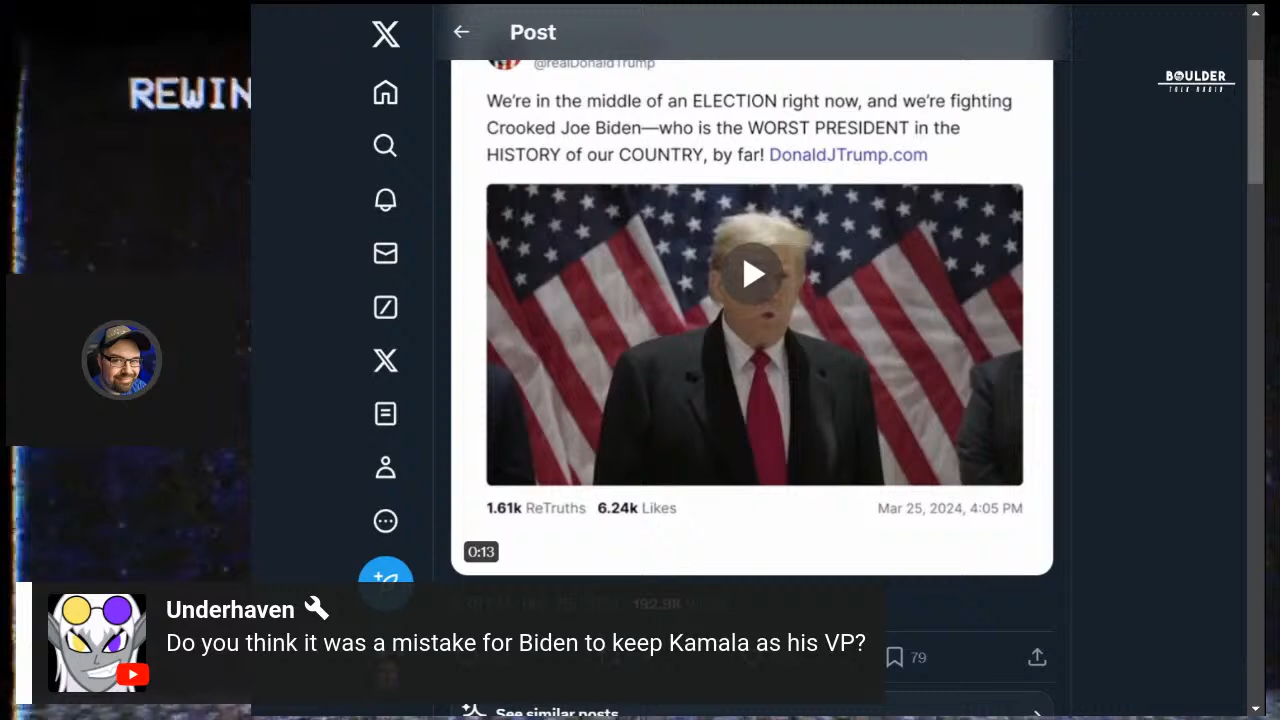 REWIN
Post
BOULDER
TALK RADIO
@realDonaldTrump
We're in the middle of an ELECTION right now, and we're fighting
Crooked Joe Biden—who is the WORST PRESIDENT in the
HISTORY of our COUNTRY, by far! DonaldJTrump.com
1.61k ReTruths 6.24k Likes
Mar 25, 2024, 4:05 PM
0:13
192.9K
Underhaven
Do you think it was a mistake for Biden to keep Kamala as his VP?
79
See similar posts